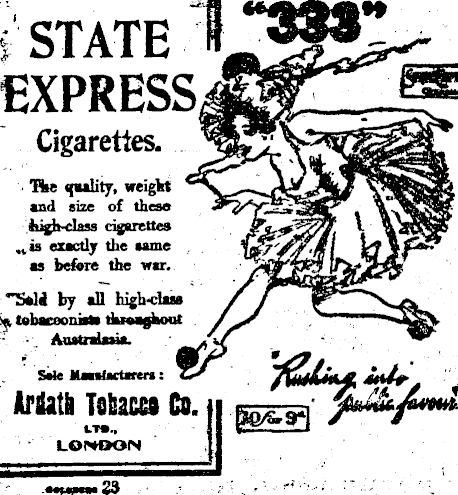 STATE
EXPRESS
Cigarettes.
The quality, weight
and size of these
high-class cigarettes
is exactly the same
as before the war.
Sold by all high-class
tobacconists throughout
Australasia.
Sole Manufacturers :
Ardath Tobacco Co.
LTD.,
LONDON
"333"
"Rushing into
public favour"
10 for 9d
23